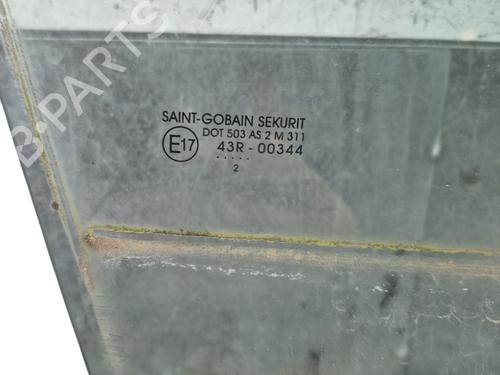 B-PARTS
SAINT-GOBAIN SEKURIT
DOT 503 AS 2 M 311
E17 43R - 00344
.....
2